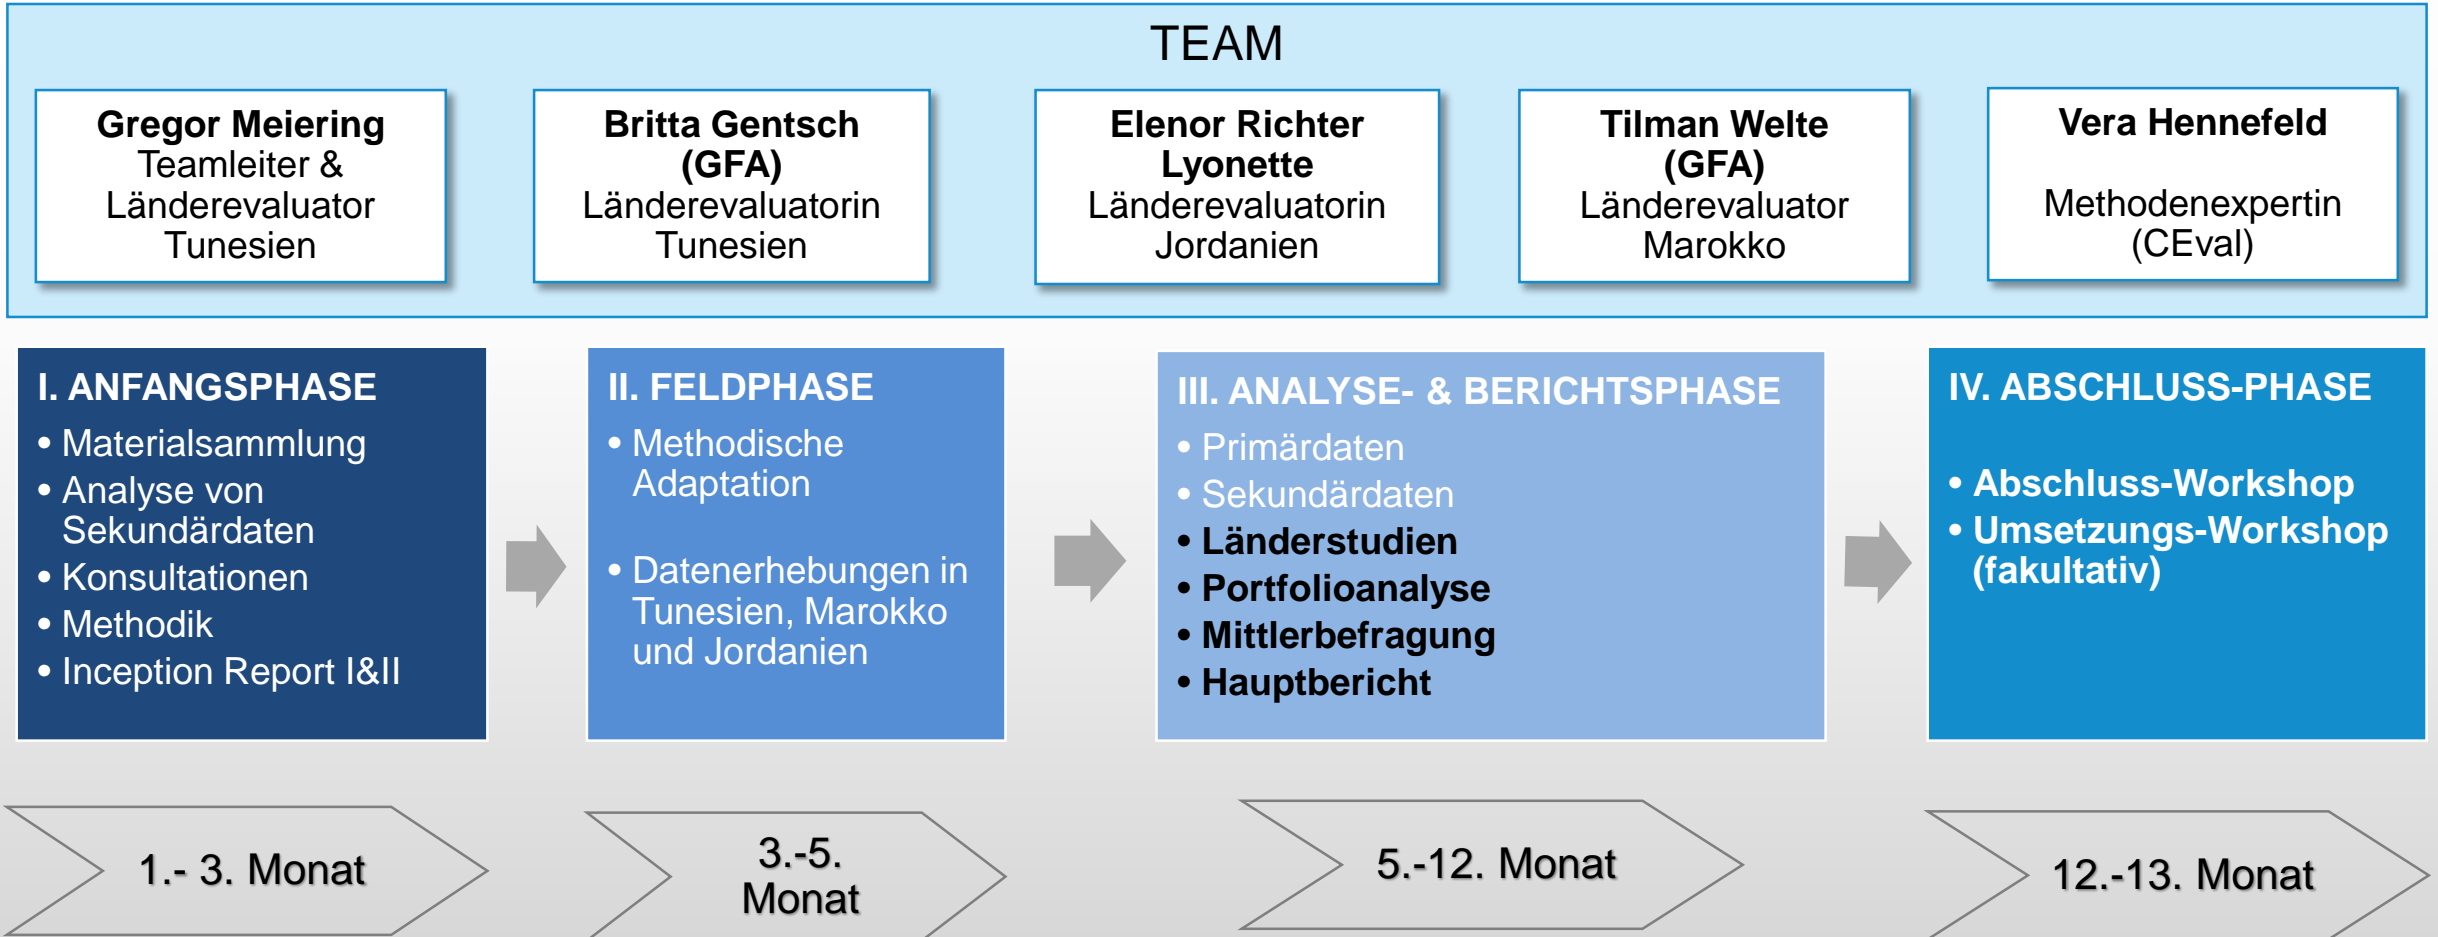 TEAM
Gregor Meiering
Teamleiter &
Länderevaluator
Tunesien
Britta Gentsch
(GFA)
Länderevaluatorin
Tunesien
Elenor Richter
Lyonette
Länderevaluatorin
Jordanien
Tilman Welte
(GFA)
Länderevaluator
Marokko
Vera Hennefeld
Methodenexpertin
(CEval)
I. ANFANGSPHASE
• Materialsammlung
• Analyse von
Sekundärdaten
• Konsultationen
• Methodik
• Inception Report I&II
II. FELDPHASE
• Methodische
Adaptation
• Datenerhebungen in
Tunesien, Marokko
und Jordanien
III. ANALYSE- & BERICHTSPHASE
• Primärdaten
• Sekundärdaten
• Länderstudien
• Portfolioanalyse
• Mittlerbefragung
• Hauptbericht
IV. ABSCHLUSS-PHASE
• Abschluss-Workshop
• Umsetzungs-Workshop
(fakultativ)
1.- 3. Monat
3.-5.
Monat
5.-12. Monat
12.-13. Monat